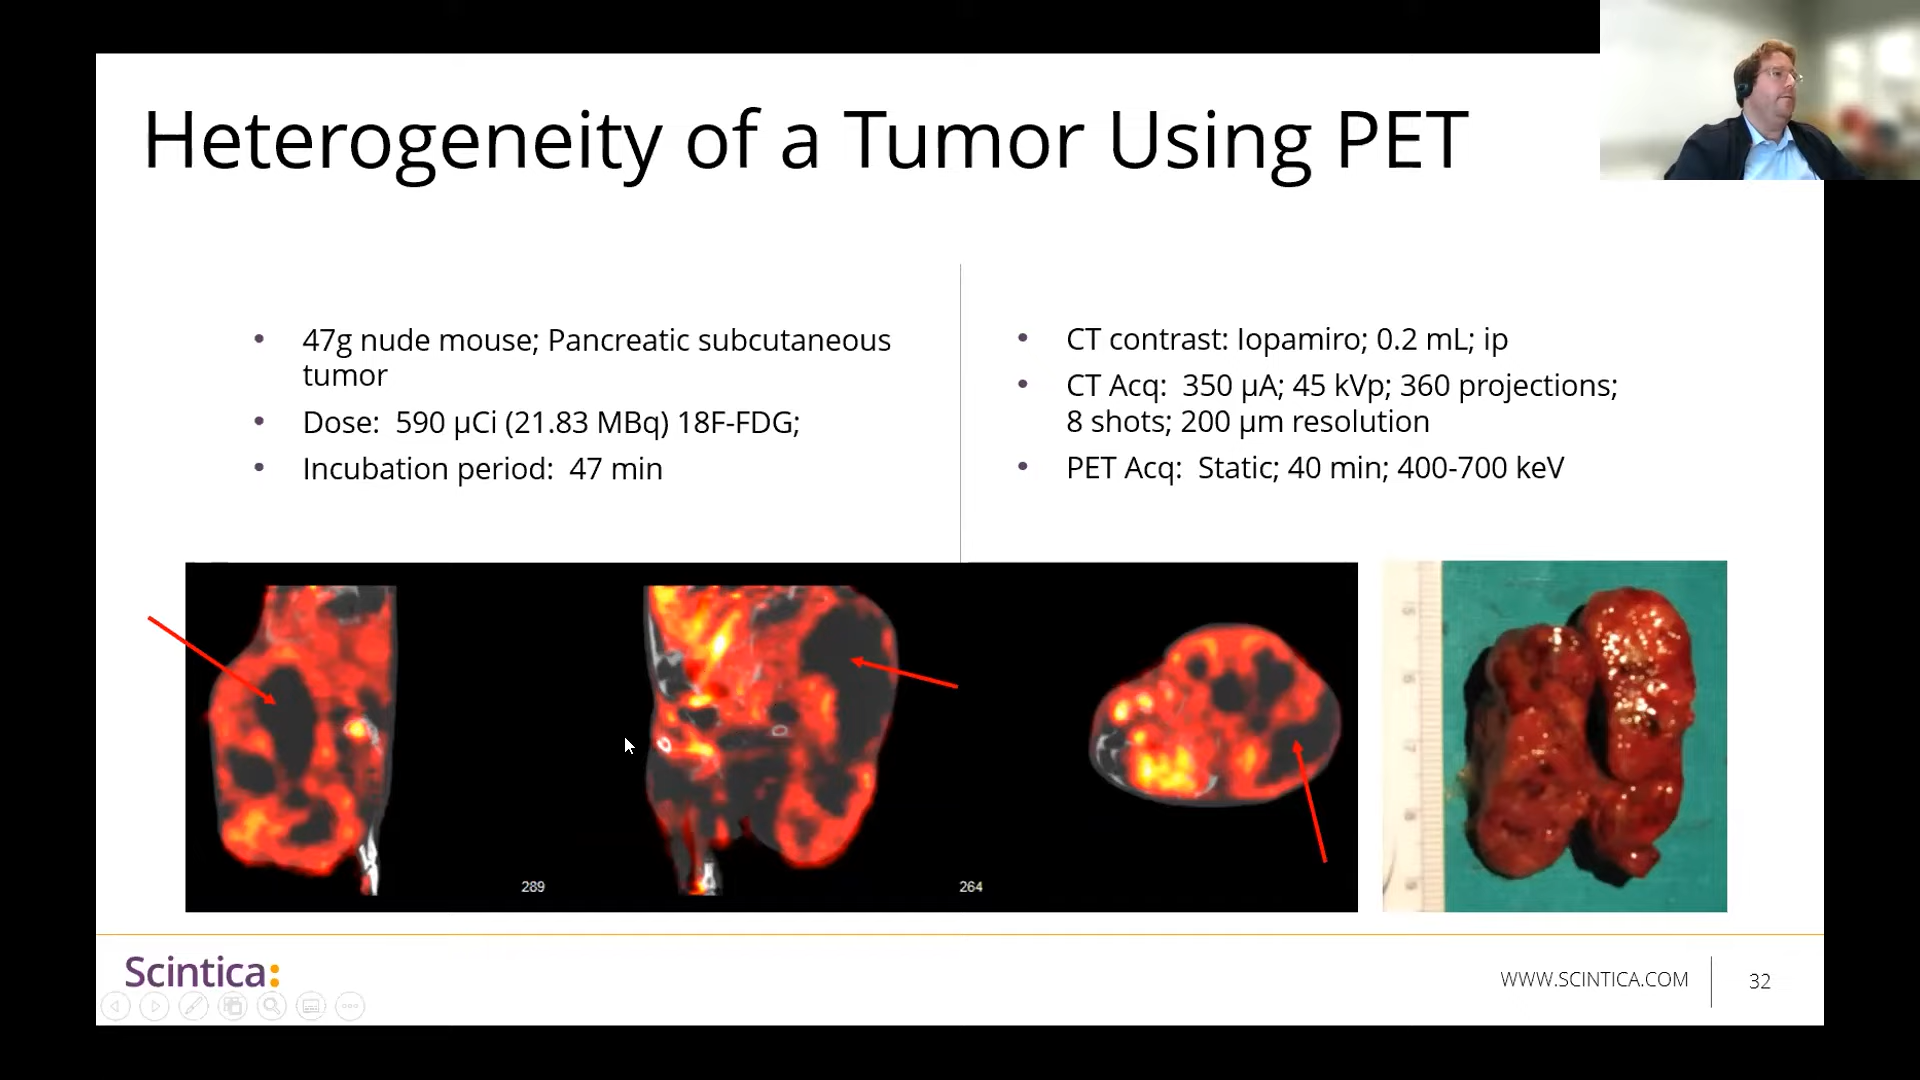 Heterogeneity of a Tumor Using PET
• 47g nude mouse; Pancreatic subcutaneous
tumor
• Dose:  590 µCi (21.83 MBq) 18F-FDG;
• Incubation period:  47 min
• CT contrast: Iopamiro; 0.2 mL; ip
• CT Acq:  350 µA; 45 kVp; 360 projections;
8 shots; 200 µm resolution
• PET Acq:  Static; 40 min; 400-700 keV
289
264
Scintica:
WWW.SCINTICA.COM
32